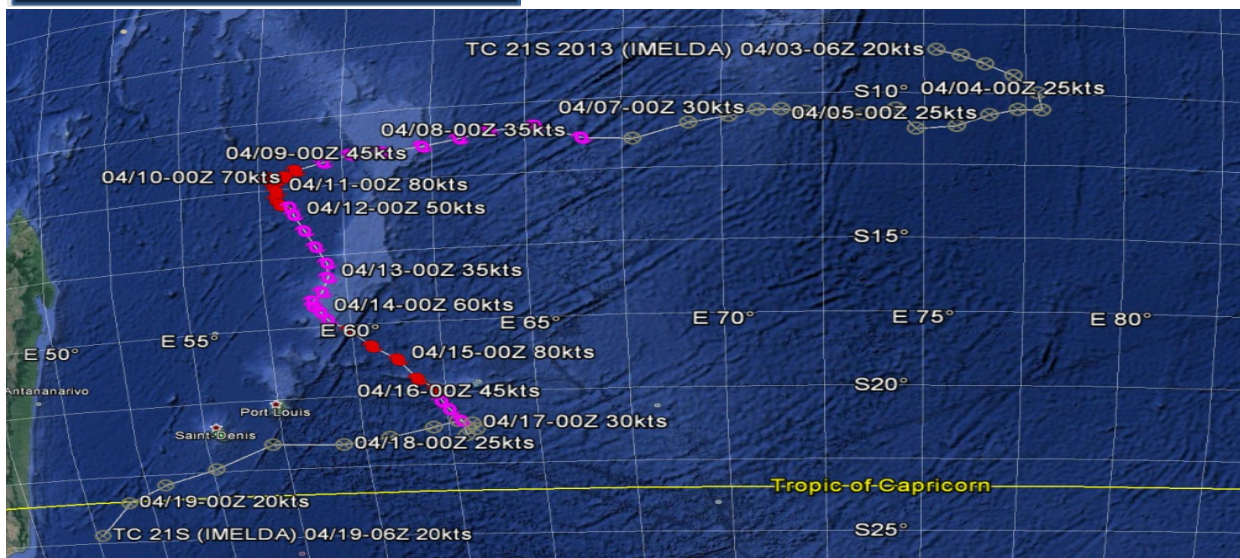 TC 21S 2013 (IMELDA) 04/03-06Z 20kts
S10° 04/04-00Z 25kts
04/07-00Z 30kts
04/05-00Z 25kts
04/08-00Z 35kts
04/09-00Z 45kts
04/10-00Z 70kts
04/11-00Z 80kts
04/12-00Z 50kts
S15°
04/13-00Z 35kts
04/14-00Z 60kts
E 50° E 55° E 60° E 65° E 70° E 75° E 80°
04/15-00Z 80kts
Antananarivo
04/16-00Z 45kts
S20°
Port Louis
04/17-00Z 30kts
Saint-Denis
04/18-00Z 25kts
Tropic of Capricorn
04/19-00Z 20kts
TC 21S (IMELDA) 04/19-06Z 20kts
S25°